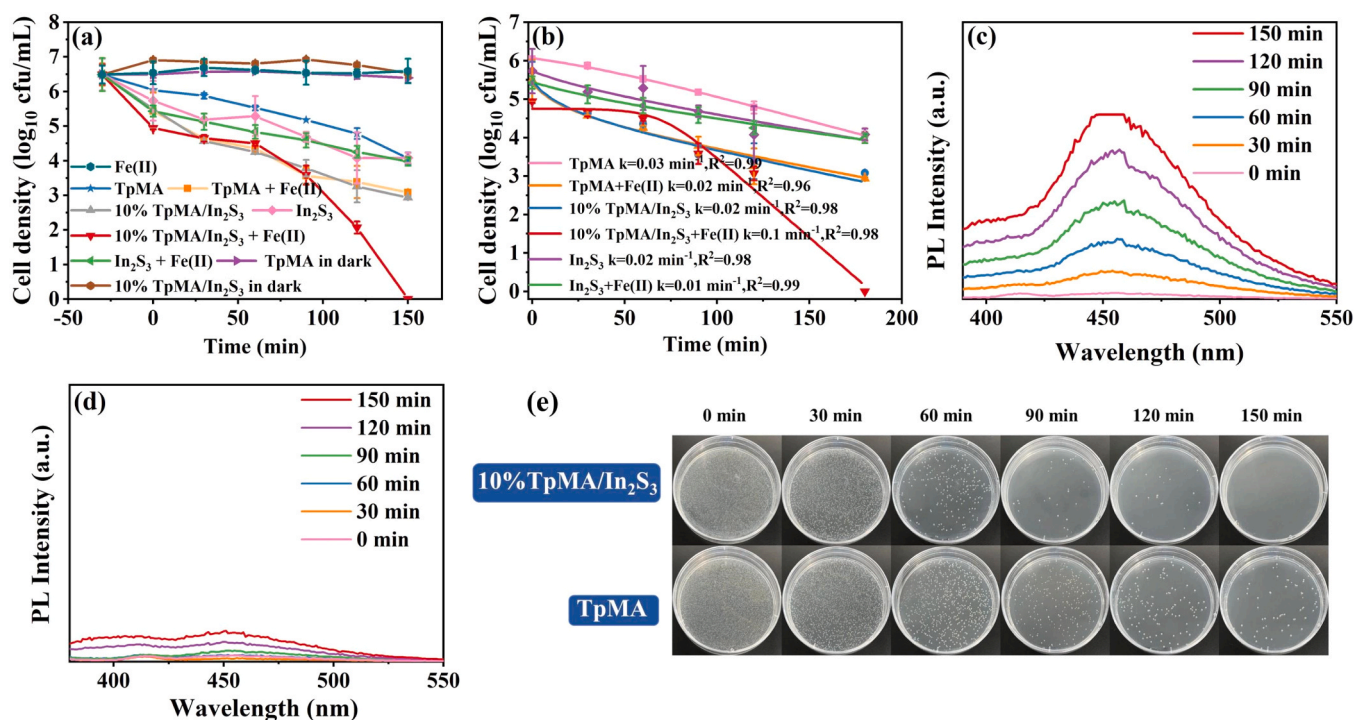 (a)
Cell density (log₁₀ cfu/mL)
8
7
6
5
4
3
2
1
0
Fe(II)
TpMA
TpMA + Fe(II)
10% TpMA/In₂S₃
In₂S₃
10% TpMA/In₂S₃ + Fe(II)
In₂S₃ + Fe(II)
TpMA in dark
10% TpMA/In₂S₃ in dark
-50
0
50
100
150
Time (min)
(b)
Cell density (log₁₀ cfu/mL)
7
6
5
4
3
2
1
0
TpMA k=0.03 min⁻¹,R²=0.99
TpMA+Fe(II) k=0.02 min⁻¹,R²=0.96
10% TpMA/In₂S₃ k=0.02 min⁻¹,R²=0.98
10% TpMA/In₂S₃+Fe(II) k=0.1 min⁻¹,R²=0.98
In₂S₃ k=0.02 min⁻¹,R²=0.98
In₂S₃+Fe(II) k=0.01 min⁻¹,R²=0.99
0
50
100
150
200
Time (min)
(c)
PL Intensity (a.u.)
150 min
120 min
90 min
60 min
30 min
0 min
400
450
500
550
Wavelength (nm)
(d)
PL Intensity (a.u.)
150 min
120 min
90 min
60 min
30 min
0 min
400
450
500
550
Wavelength (nm)
(e)
0 min
30 min
60 min
90 min
120 min
150 min
10%TpMA/In₂S₃
TpMA